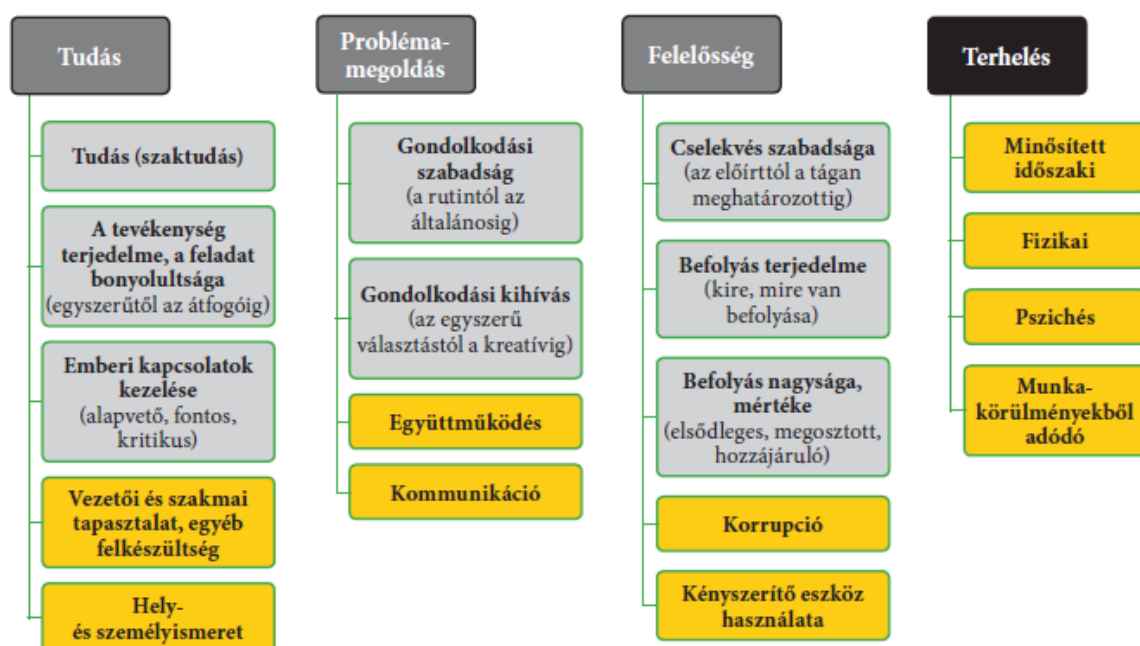 Tudás
Tudás (szaktudás)
A tevékenység
terjedelme, a feladat
bonyolultsága
(egyszerűtől az átfogóig)
Emberi kapcsolatok
kezelése
(alapvető, fontos,
kritikus)
Vezetői és szakmai
tapasztalat, egyéb
felkészültség
Hely-
és személyismeret
Probléma-
megoldás
Gondolkodási
szabadság
(a rutintól az
általánosig)
Gondolkodási kihívás
(az egyszerű
választástól a kreatívig)
Együttműködés
Kommunikáció
Felelősség
Cselekvés szabadsága
(az előírttól a tágan
meghatározottig)
Befolyás terjedelme
(kire, mire van
befolyása)
Befolyás nagysága,
mértéke
(elsődleges, megosztott,
hozzájáruló)
Korrupció
Kényszerítő eszköz
használata
Terhelés
Minősített
időszaki
Fizikai
Pszichés
Munka-
körülményekből
adódó